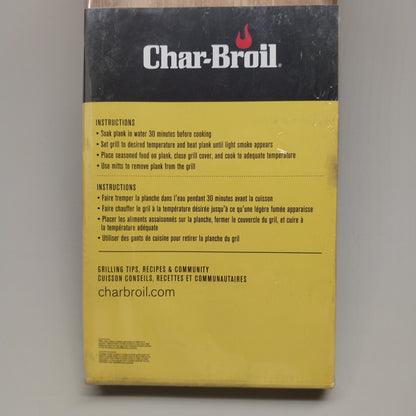 Char-Broil®
INSTRUCTIONS
• Soak plank in water 30 minutes before cooking
• Set grill to desired temperature and heat plank until light smoke appears
• Place seasoned food on plank, close grill cover, and cook to adequate temperature
• Use mitts to remove plank from the grill
INSTRUCTIONS
• Faire tremper la planche dans l'eau pendant 30 minutes avant la cuisson
• Faire chauffer le gril à la température désirée jusqu'à ce qu'une légère fumée apparaisse
• Placer les aliments assaisonnés sur la planche, former le couvercle du gril, et cuire à
la température adéquate
• Utiliser des gants de cuisine pour retirer la planche du gril
GRILLING TIPS, RECIPES & COMMUNITY
CUISSON CONSEILS, RECETTES ET COMMUNAUTAIRES
charbroil.com